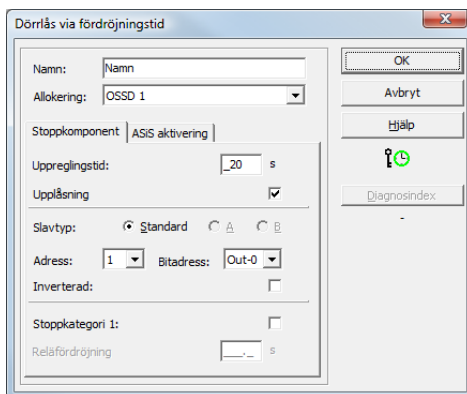 Dörrlås via fördröjningstid
Namn: Namn
Allokering: OSSD 1
Stoppkomponent ASiS aktivering
Uppreglingstid: _20 s
Upplåsning
Slavtyp: Standard A B
Adress: 1 Bitadress: Out-0
Inverterad:
Stoppkategori 1:
Reläfördröjning ___._ s
OK
Avbryt
Hjälp
Diagnosindex
-